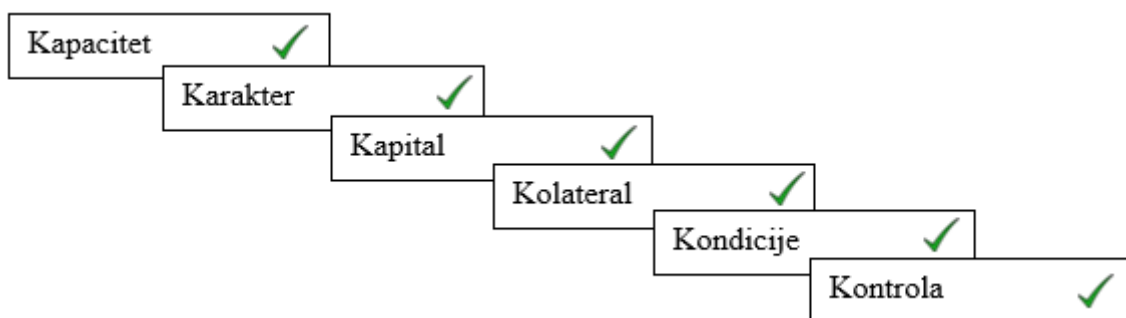 Kapacitet
Karakter
Kapital
Kolateral
Kondicije
Kontrola